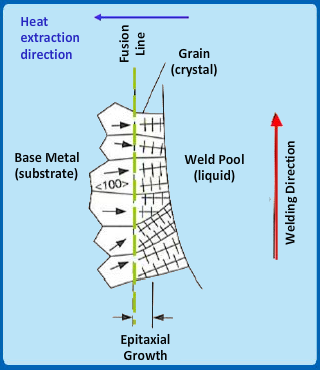 Heat
extraction
direction
Fusion
Line
Grain
(crystal)
Base Metal
(substrate)
<100>
Weld Pool
(liquid)
Welding Direction
Epitaxial
Growth